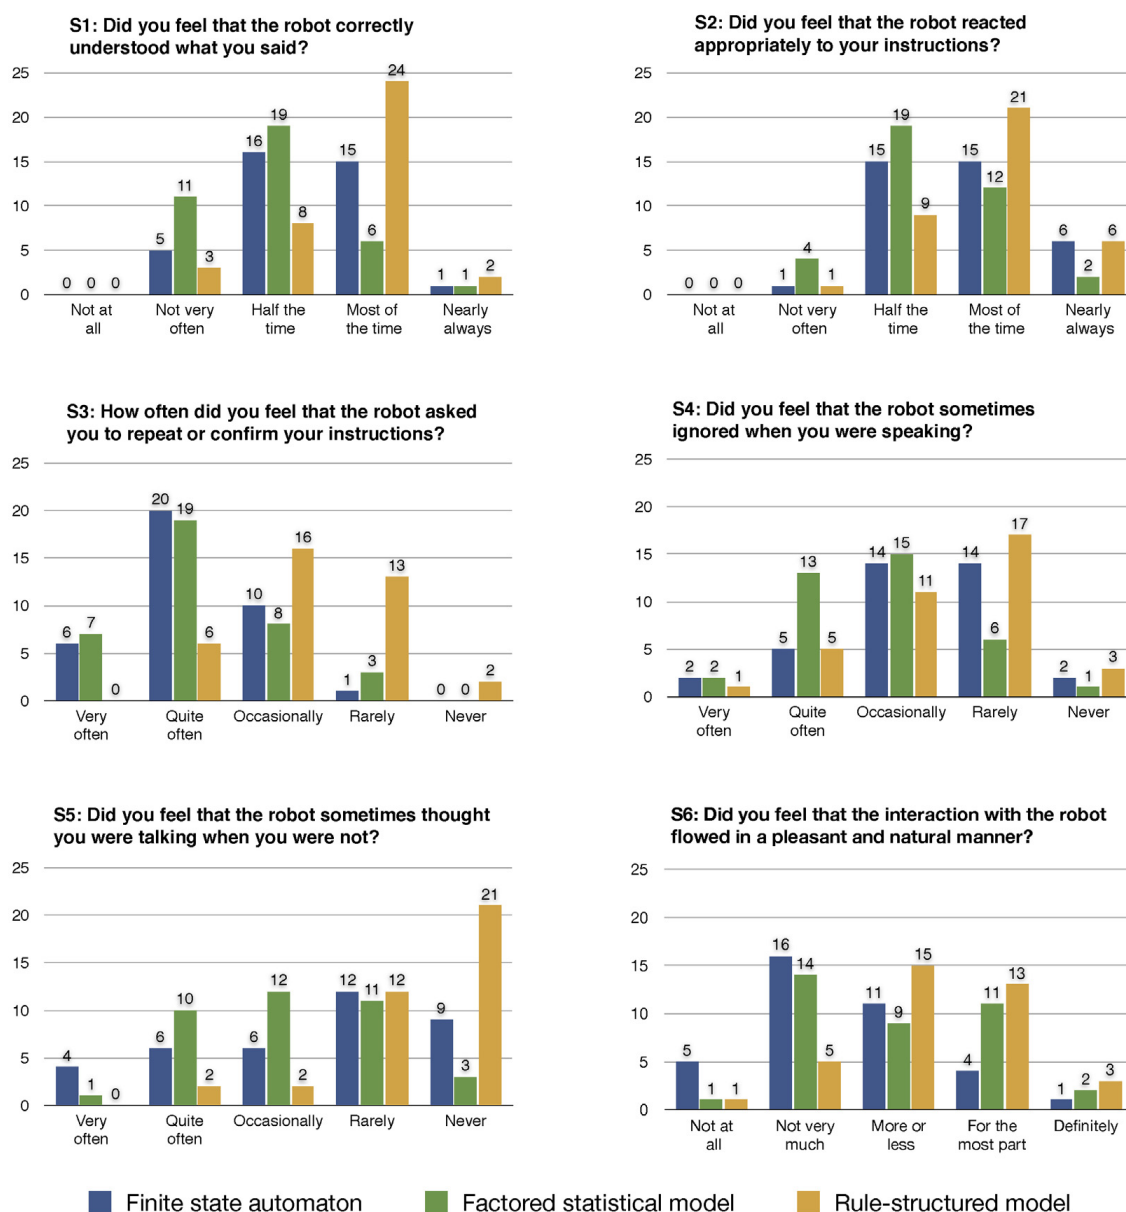 S1: Did you feel that the robot correctly
understood what you said?
25
20
15
10
5
0
0 0 0
5 11 3
16 19 8
15 6 24
1 1 2
Not at
all
Not very
often
Half the
time
Most of
the time
Nearly
always
S2: Did you feel that the robot reacted
appropriately to your instructions?
25
20
15
10
5
0
0 0 0
1 4 1
15 19 9
15 12 21
6 2 6
Not at
all
Not very
often
Half the
time
Most of
the time
Nearly
always
S3: How often did you feel that the robot asked
you to repeat or confirm your instructions?
25
20
15
10
5
0
6 7 0
20 19 6
10 8 16
1 3 13
0 0 2
Very
often
Quite
often
Occasionally
Rarely
Never
S4: Did you feel that the robot sometimes
ignored when you were speaking?
25
20
15
10
5
0
2 2 1
5 13 5
14 15 11
14 6 17
2 1 3
Very
often
Quite
often
Occasionally
Rarely
Never
S5: Did you feel that the robot sometimes thought
you were talking when you were not?
25
20
15
10
5
0
4 1 0
6 10 2
6 12 2
12 11 12
9 3 21
Very
often
Quite
often
Occasionally
Rarely
Never
S6: Did you feel that the interaction with the robot
flowed in a pleasant and natural manner?
25
20
15
10
5
0
5 1 1
16 14 5
11 9 15
4 11 13
1 2 3
Not at
all
Not very
much
More or
less
For the
most part
Definitely
Finite state automaton
Factored statistical model
Rule-structured model